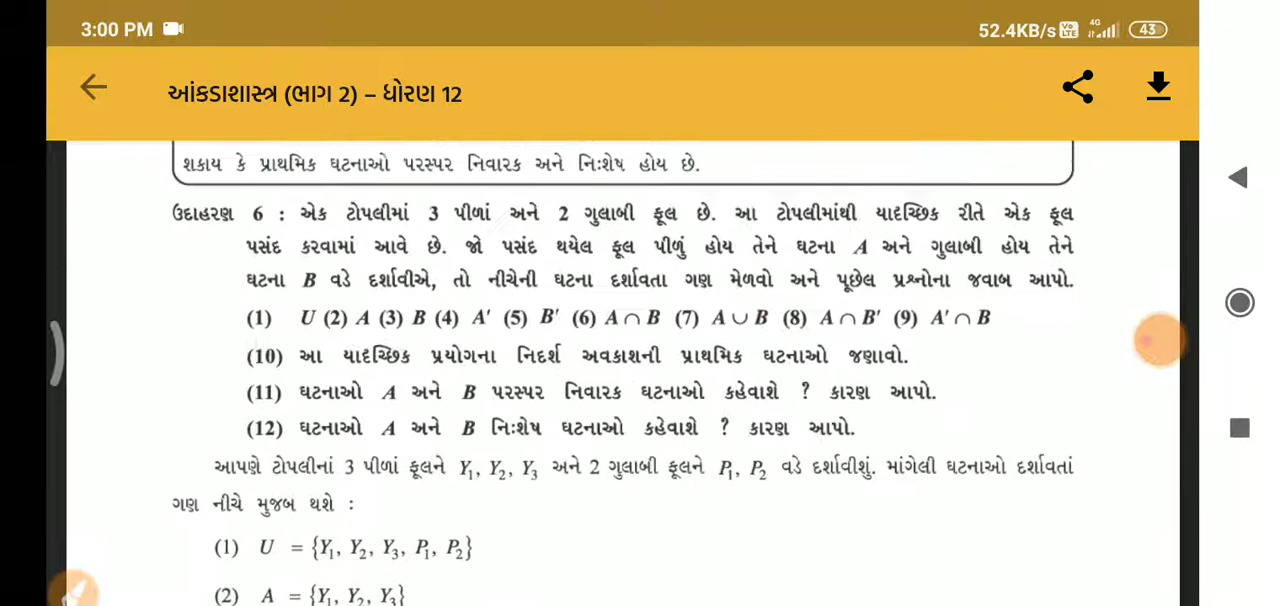 3:00 PM 52.4KB/s Vo LTE 4G 43
આંકડાશાસ્ત્ર (ભાગ 2) – ધોરણ 12
શકાય કે પ્રાથમિક ઘટનાઓ પરસ્પર નિવારક અને નિઃશેષ હોય છે.
ઉદાહરણ 6 : એક ટોપલીમાં 3 પીળાં અને 2 ગુલાબી ફૂલ છે. આ ટોપલીમાંથી યાદૃચ્છિક રીતે એક ફૂલ
પસંદ કરવામાં આવે છે. જો પસંદ થયેલ ફૂલ પીળું હોય તેને ઘટના A અને ગુલાબી હોય તેને
ઘટના B વડે દર્શાવીએ, તો નીચેની ઘટના દર્શાવતા ગણ મેળવો અને પૂછેલ પ્રશ્નોના જવાબ આપો.
(1) U (2) A (3) B (4) A′ (5) B′ (6) A ∩ B (7) A ∪ B (8) A ∩ B′ (9) A′ ∩ B
(10) આ યાદૃચ્છિક પ્રયોગના નિદર્શ અવકાશની પ્રાથમિક ઘટનાઓ જણાવો.
(11) ઘટનાઓ A અને B પરસ્પર નિવારક ઘટનાઓ કહેવાશે ? કારણ આપો.
(12) ઘટનાઓ A અને B નિઃશેષ ઘટનાઓ કહેવાશે ? કારણ આપો.
આપણે ટોપલીનાં 3 પીળાં ફૂલને Y₁, Y₂, Y₃ અને 2 ગુલાબી ફૂલને P₁, P₂ વડે દર્શાવીશું. માંગેલી ઘટનાઓ દર્શાવતાં
ગણ નીચે મુજબ થશે :
(1) U = {Y₁, Y₂, Y₃, P₁, P₂}
(2) A = {Y₁, Y₂, Y₃}